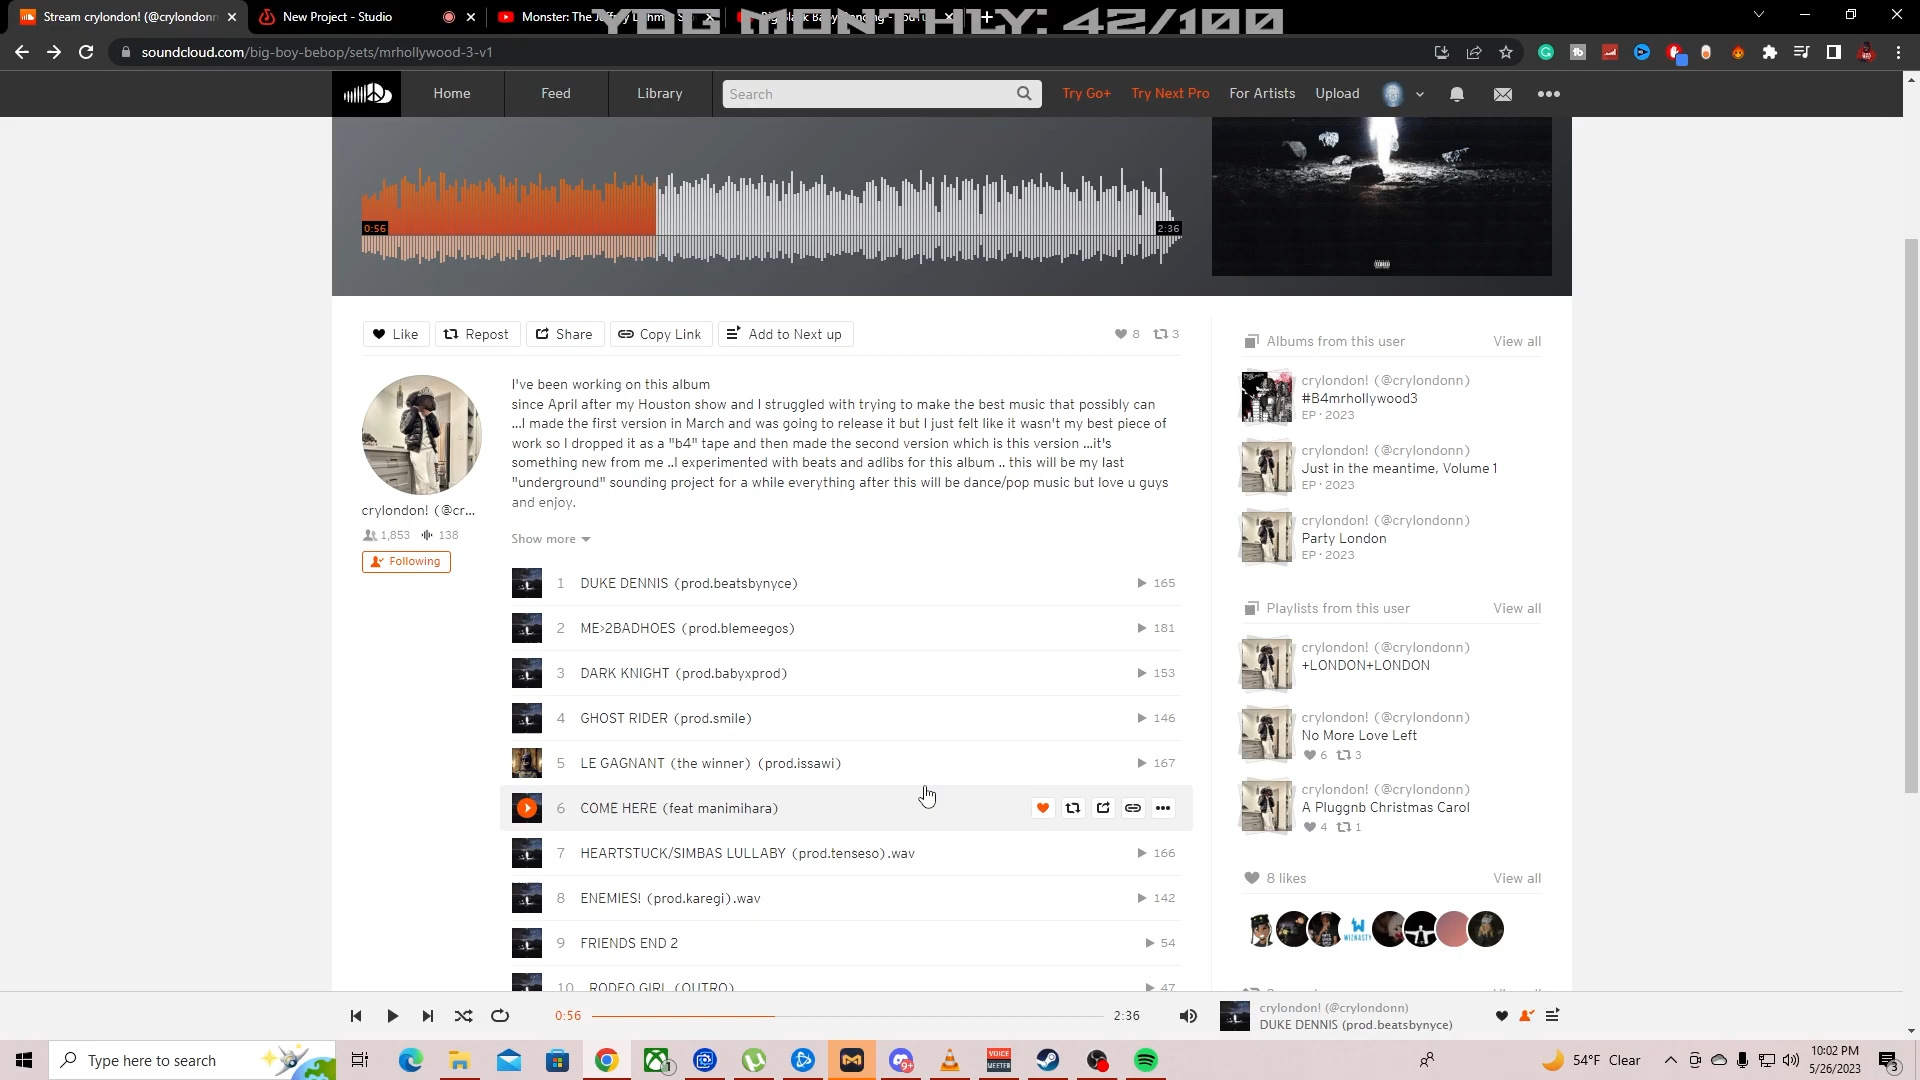 Stream crylondon! (@crylondonn
New Project - Studio
Monster: The Jeffrey Dahmer S
YDG MONTHLY: 42/100
soundcloud.com/big-boy-bebop/sets/mrhollywood-3-v1
Home
Feed
Library
Search
Try Go+
Try Next Pro
For Artists
Upload
0:56
2:36
Like
Repost
Share
Copy Link
Add to Next up
8
3
I've been working on this album
since April after my Houston show and I struggled with trying to make the best music that possibly can
...I made the first version in March and was going to release it but I just felt like it wasn't my best piece of
work so I dropped it as a "b4" tape and then made the second version which is this version ...it's
something new from me ..I experimented with beats and adlibs for this album .. this will be my last
"underground" sounding project for a while everything after this will be dance/pop music but love u guys
and enjoy.
Show more
crylondon! (@cr...
1,853
138
Following
1 DUKE DENNIS (prod.beatsbynyce) 165
2 ME>2BADHOES (prod.blemeegos) 181
3 DARK KNIGHT (prod.babyxprod) 153
4 GHOST RIDER (prod.smile) 146
5 LE GAGNANT (the winner) (prod.issawi) 167
6 COME HERE (feat manimihara)
7 HEARTSTUCK/SIMBAS LULLABY (prod.tenseso).wav 166
8 ENEMIES! (prod.karegi).wav 142
9 FRIENDS END 2 54
10 RODEO GIRL (OUTRO) 47
Albums from this user View all
crylondon! (@crylondonn)
#B4mrhollywood3
EP · 2023
crylondon! (@crylondonn)
Just in the meantime, Volume 1
EP · 2023
crylondon! (@crylondonn)
Party London
EP · 2023
Playlists from this user View all
crylondon! (@crylondonn)
+LONDON+LONDON
crylondon! (@crylondonn)
No More Love Left
6 3
crylondon! (@crylondonn)
A Pluggnb Christmas Carol
4 1
8 likes View all
WIZNASTY
0:56
2:36
crylondon! (@crylondonn)
DUKE DENNIS (prod.beatsbynyce)
Type here to search
1
9+
VOICE
MEETER
54°F Clear
10:02 PM
5/26/2023
3